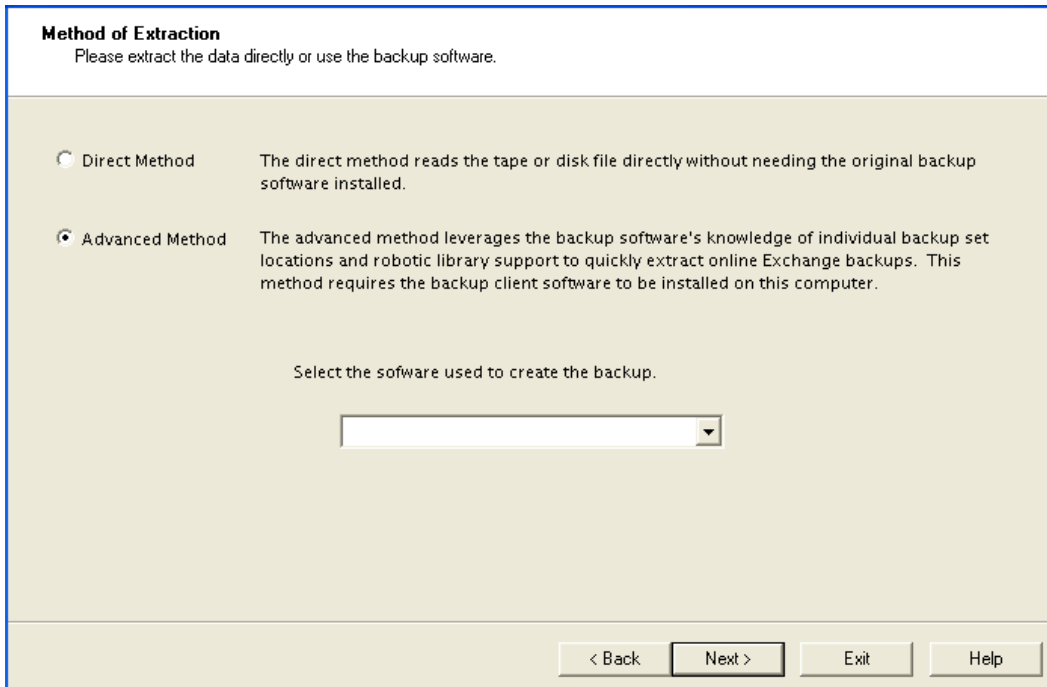 Method of Extraction
Please extract the data directly or use the backup software.
Direct Method
The direct method reads the tape or disk file directly without needing the original backup
software installed.
Advanced Method
The advanced method leverages the backup software's knowledge of individual backup set
locations and robotic library support to quickly extract online Exchange backups.  This
method requires the backup client software to be installed on this computer.
Select the sofware used to create the backup.
< Back
Next >
Exit
Help